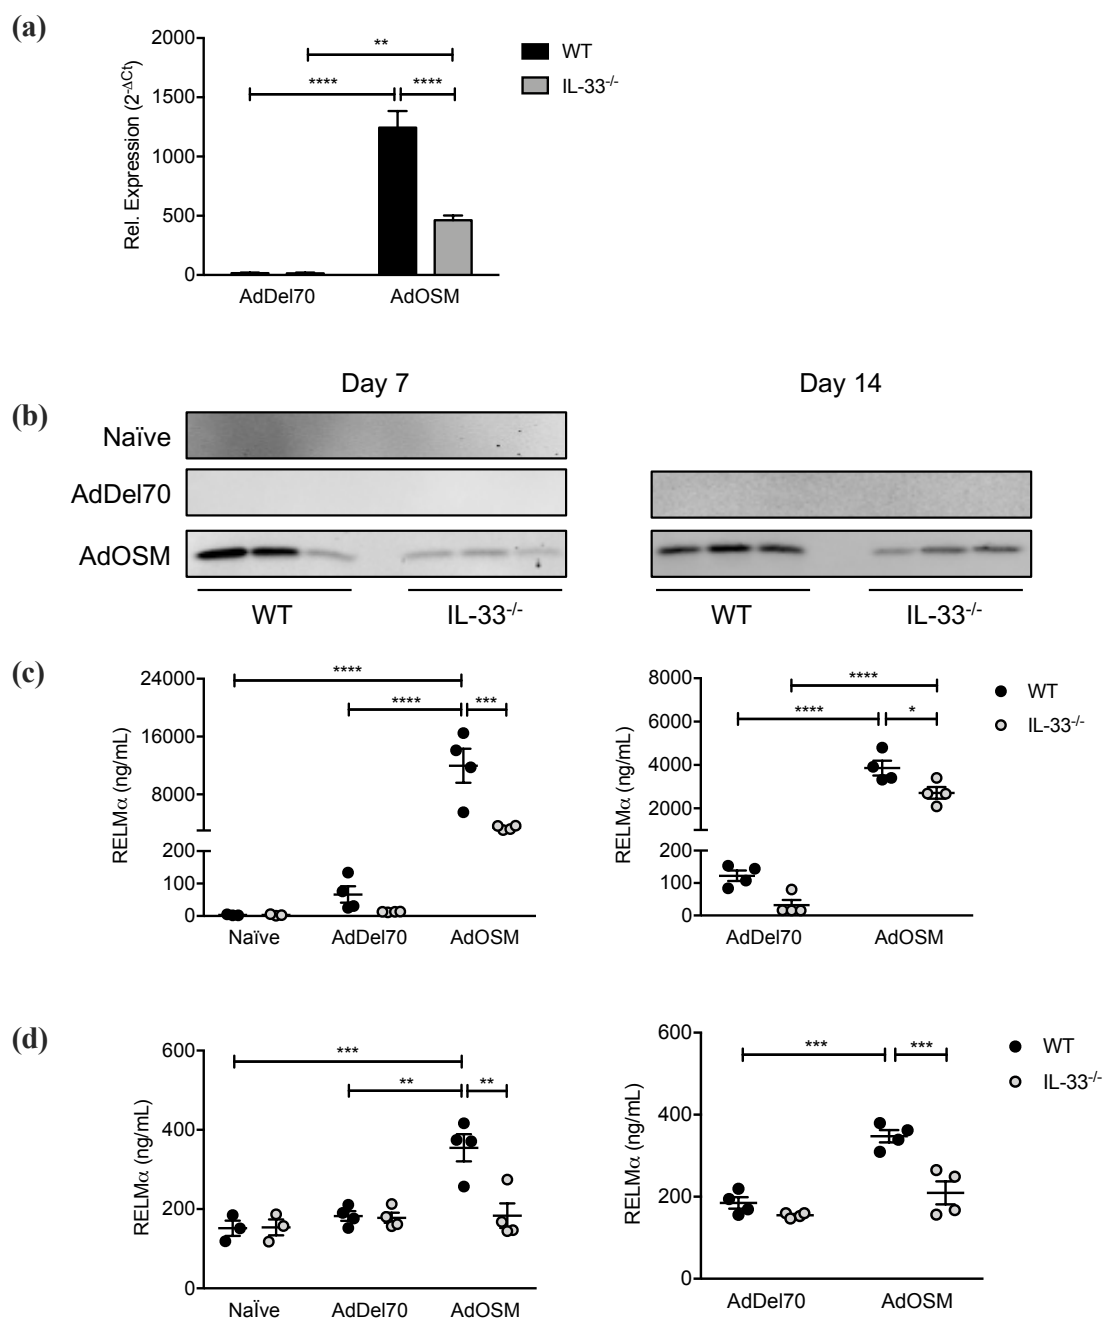 (a)
2000
1500
1000
500
0
Rel. Expression (2-ΔCt)
**
****
****
AdDel70
AdOSM
WT
IL-33-/-
Day 7
Day 14
(b)
Naïve
AdDel70
AdOSM
WT
IL-33-/-
WT
IL-33-/-
(c)
24000
16000
8000
200
100
0
RELMα (ng/mL)
****
****
***
Naïve
AdDel70
AdOSM
8000
6000
4000
2000
200
100
0
RELMα (ng/mL)
****
****
*
AdDel70
AdOSM
WT
IL-33-/-
(d)
600
400
200
0
RELMα (ng/mL)
***
**
**
Naïve
AdDel70
AdOSM
600
400
200
0
RELMα (ng/mL)
***
***
AdDel70
AdOSM
WT
IL-33-/-